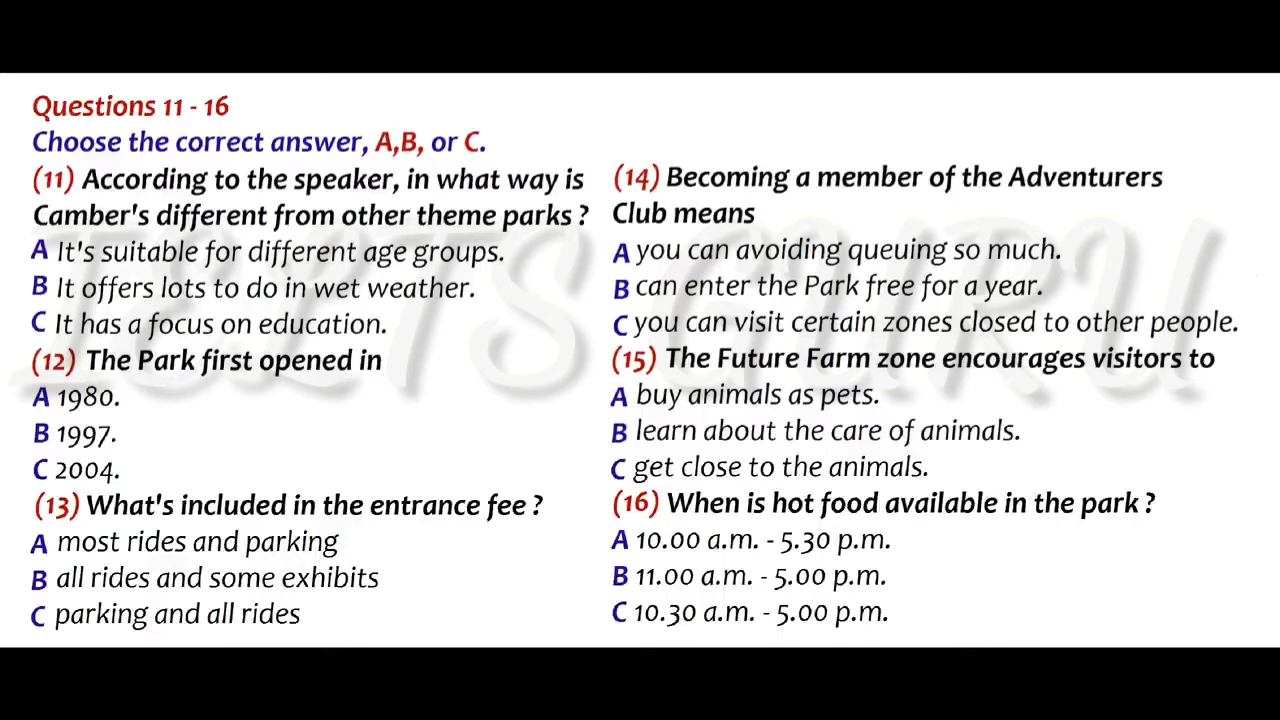 Questions 11 - 16
Choose the correct answer, A,B, or C.
(11) According to the speaker, in what way is
Camber's different from other theme parks ?
A It's suitable for different age groups.
B It offers lots to do in wet weather.
C It has a focus on education.
(12) The Park first opened in
A 1980.
B 1997.
C 2004.
(13) What's included in the entrance fee ?
A most rides and parking
B all rides and some exhibits
C parking and all rides
(14) Becoming a member of the Adventurers
Club means
A you can avoiding queuing so much.
B can enter the Park free for a year.
C you can visit certain zones closed to other people.
(15) The Future Farm zone encourages visitors to
A buy animals as pets.
B learn about the care of animals.
C get close to the animals.
(16) When is hot food available in the park ?
A 10.00 a.m. - 5.30 p.m.
B 11.00 a.m. - 5.00 p.m.
C 10.30 a.m. - 5.00 p.m.
IELTS GURU